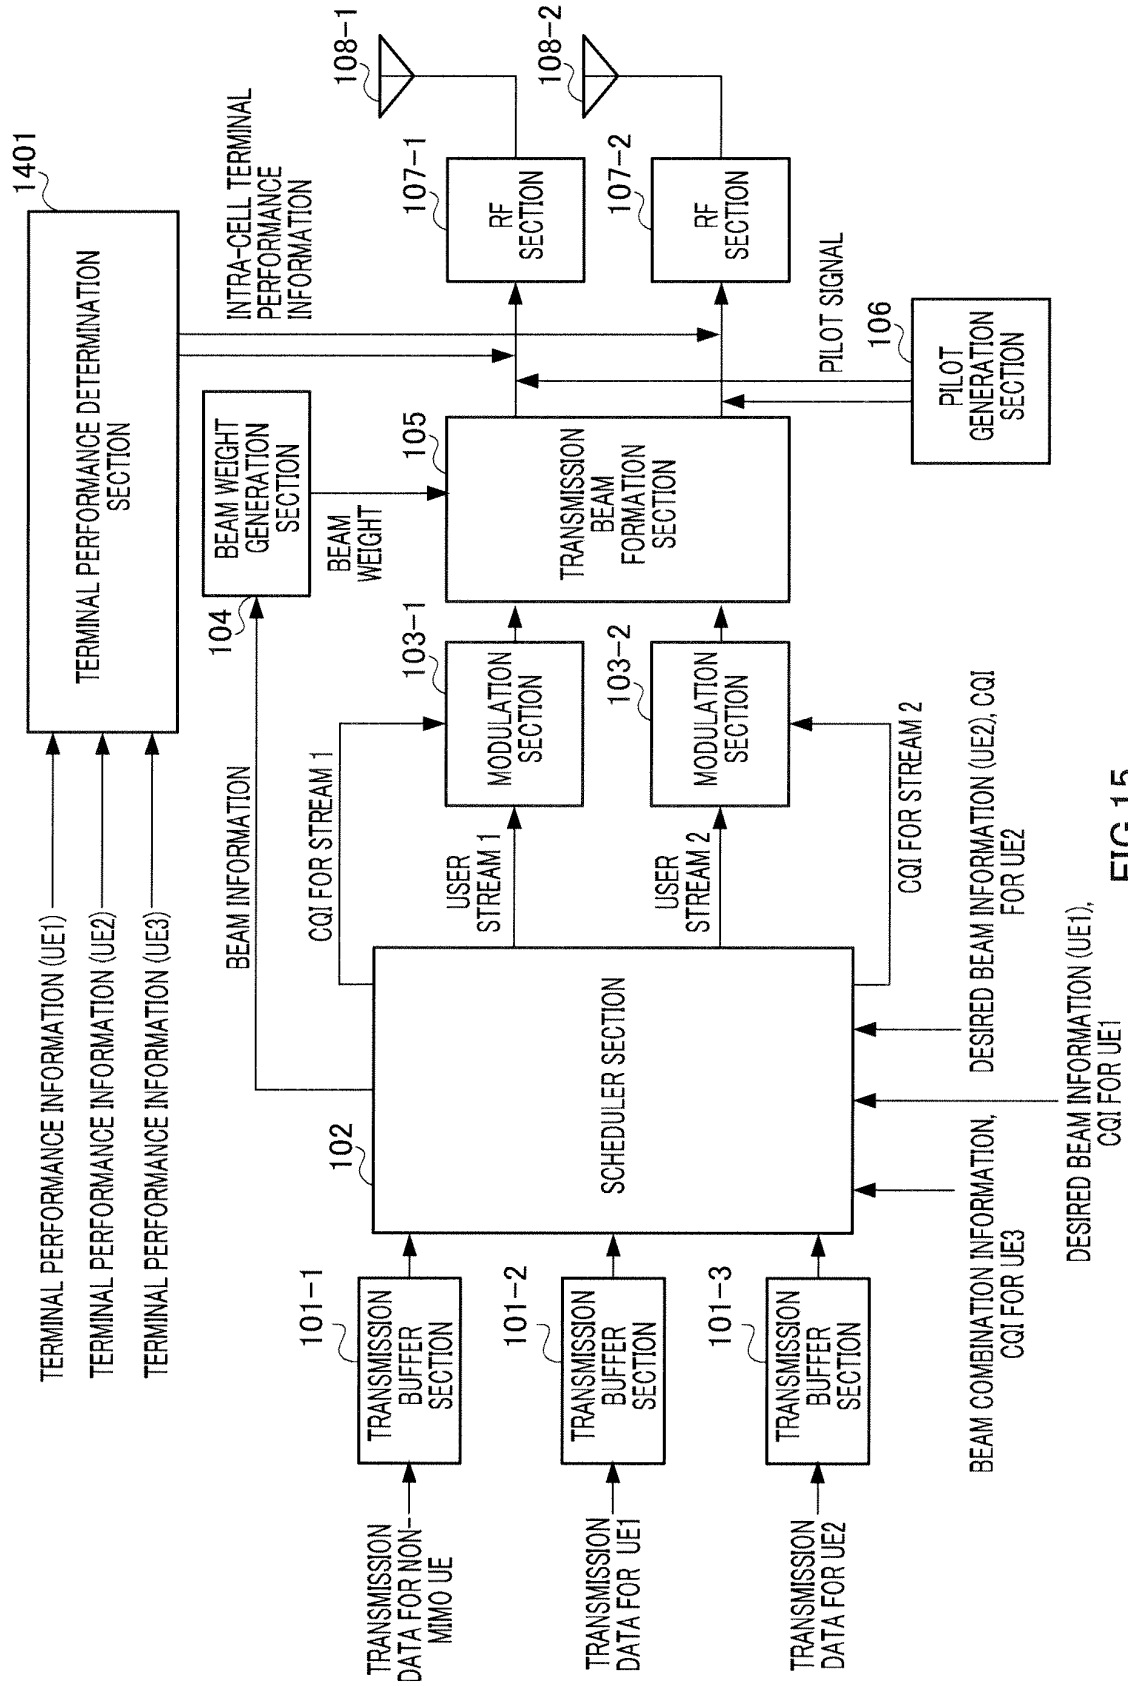 TERMINAL PERFORMANCE INFORMATION (UE1)
TERMINAL PERFORMANCE INFORMATION (UE2)
TERMINAL PERFORMANCE INFORMATION (UE3)
1401
TERMINAL PERFORMANCE DETERMINATION
SECTION
INTRA-CELL TERMINAL
PERFORMANCE
INFORMATION
BEAM INFORMATION
104
BEAM WEIGHT
GENERATION
SECTION
BEAM
WEIGHT
CQI FOR STREAM 1
TRANSMISSION
DATA FOR NON-
MIMO UE
101-1
TRANSMISSION
BUFFER
SECTION
TRANSMISSION
DATA FOR UE1
101-2
TRANSMISSION
BUFFER
SECTION
TRANSMISSION
DATA FOR UE2
101-3
TRANSMISSION
BUFFER
SECTION
102
SCHEDULER SECTION
USER
STREAM 1
USER
STREAM 2
103-1
MODULATION
SECTION
103-2
MODULATION
SECTION
CQI FOR STREAM 2
105
TRANSMISSION
BEAM
FORMATION
SECTION
107-1
RF
SECTION
107-2
RF
SECTION
108-1
108-2
PILOT SIGNAL
106
PILOT
GENERATION
SECTION
BEAM COMBINATION INFORMATION,
CQI FOR UE3
DESIRED BEAM INFORMATION (UE2), CQI
FOR UE2
DESIRED BEAM INFORMATION (UE1),
CQI FOR UE1
FIG.15